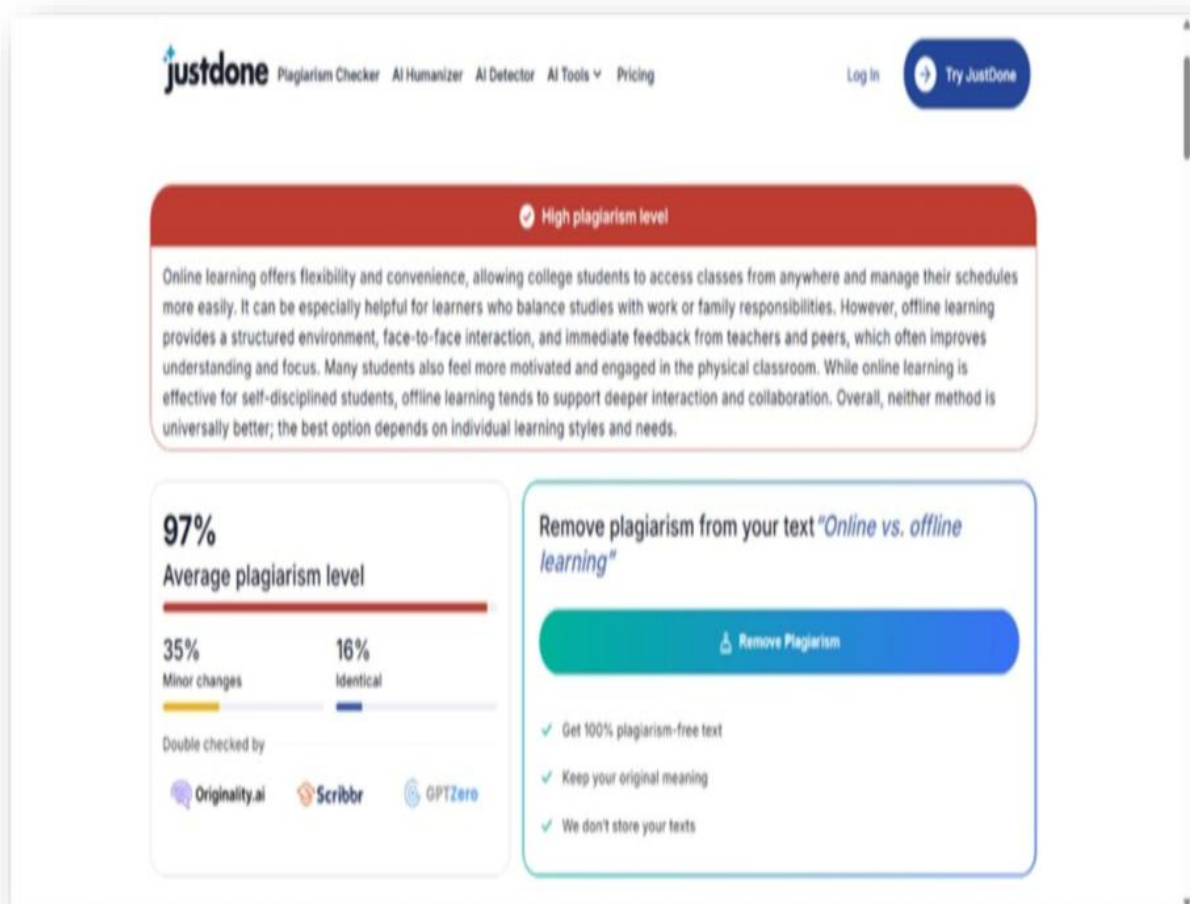 justdone Plagiarism Checker AI Humanizer AI Detector AI Tools Pricing Log In Try JustDone
High plagiarism level
Online learning offers flexibility and convenience, allowing college students to access classes from anywhere and manage their schedules
more easily. It can be especially helpful for learners who balance studies with work or family responsibilities. However, offline learning
provides a structured environment, face-to-face interaction, and immediate feedback from teachers and peers, which often improves
understanding and focus. Many students also feel more motivated and engaged in the physical classroom. While online learning is
effective for self-disciplined students, offline learning tends to support deeper interaction and collaboration. Overall, neither method is
universally better; the best option depends on individual learning styles and needs.
97%
Average plagiarism level
35% 16%
Minor changes Identical
Double checked by
Originality.ai Scribbr GPTZero
Remove plagiarism from your text "Online vs. offline
learning"
Remove Plagiarism
Get 100% plagiarism-free text
Keep your original meaning
We don't store your texts